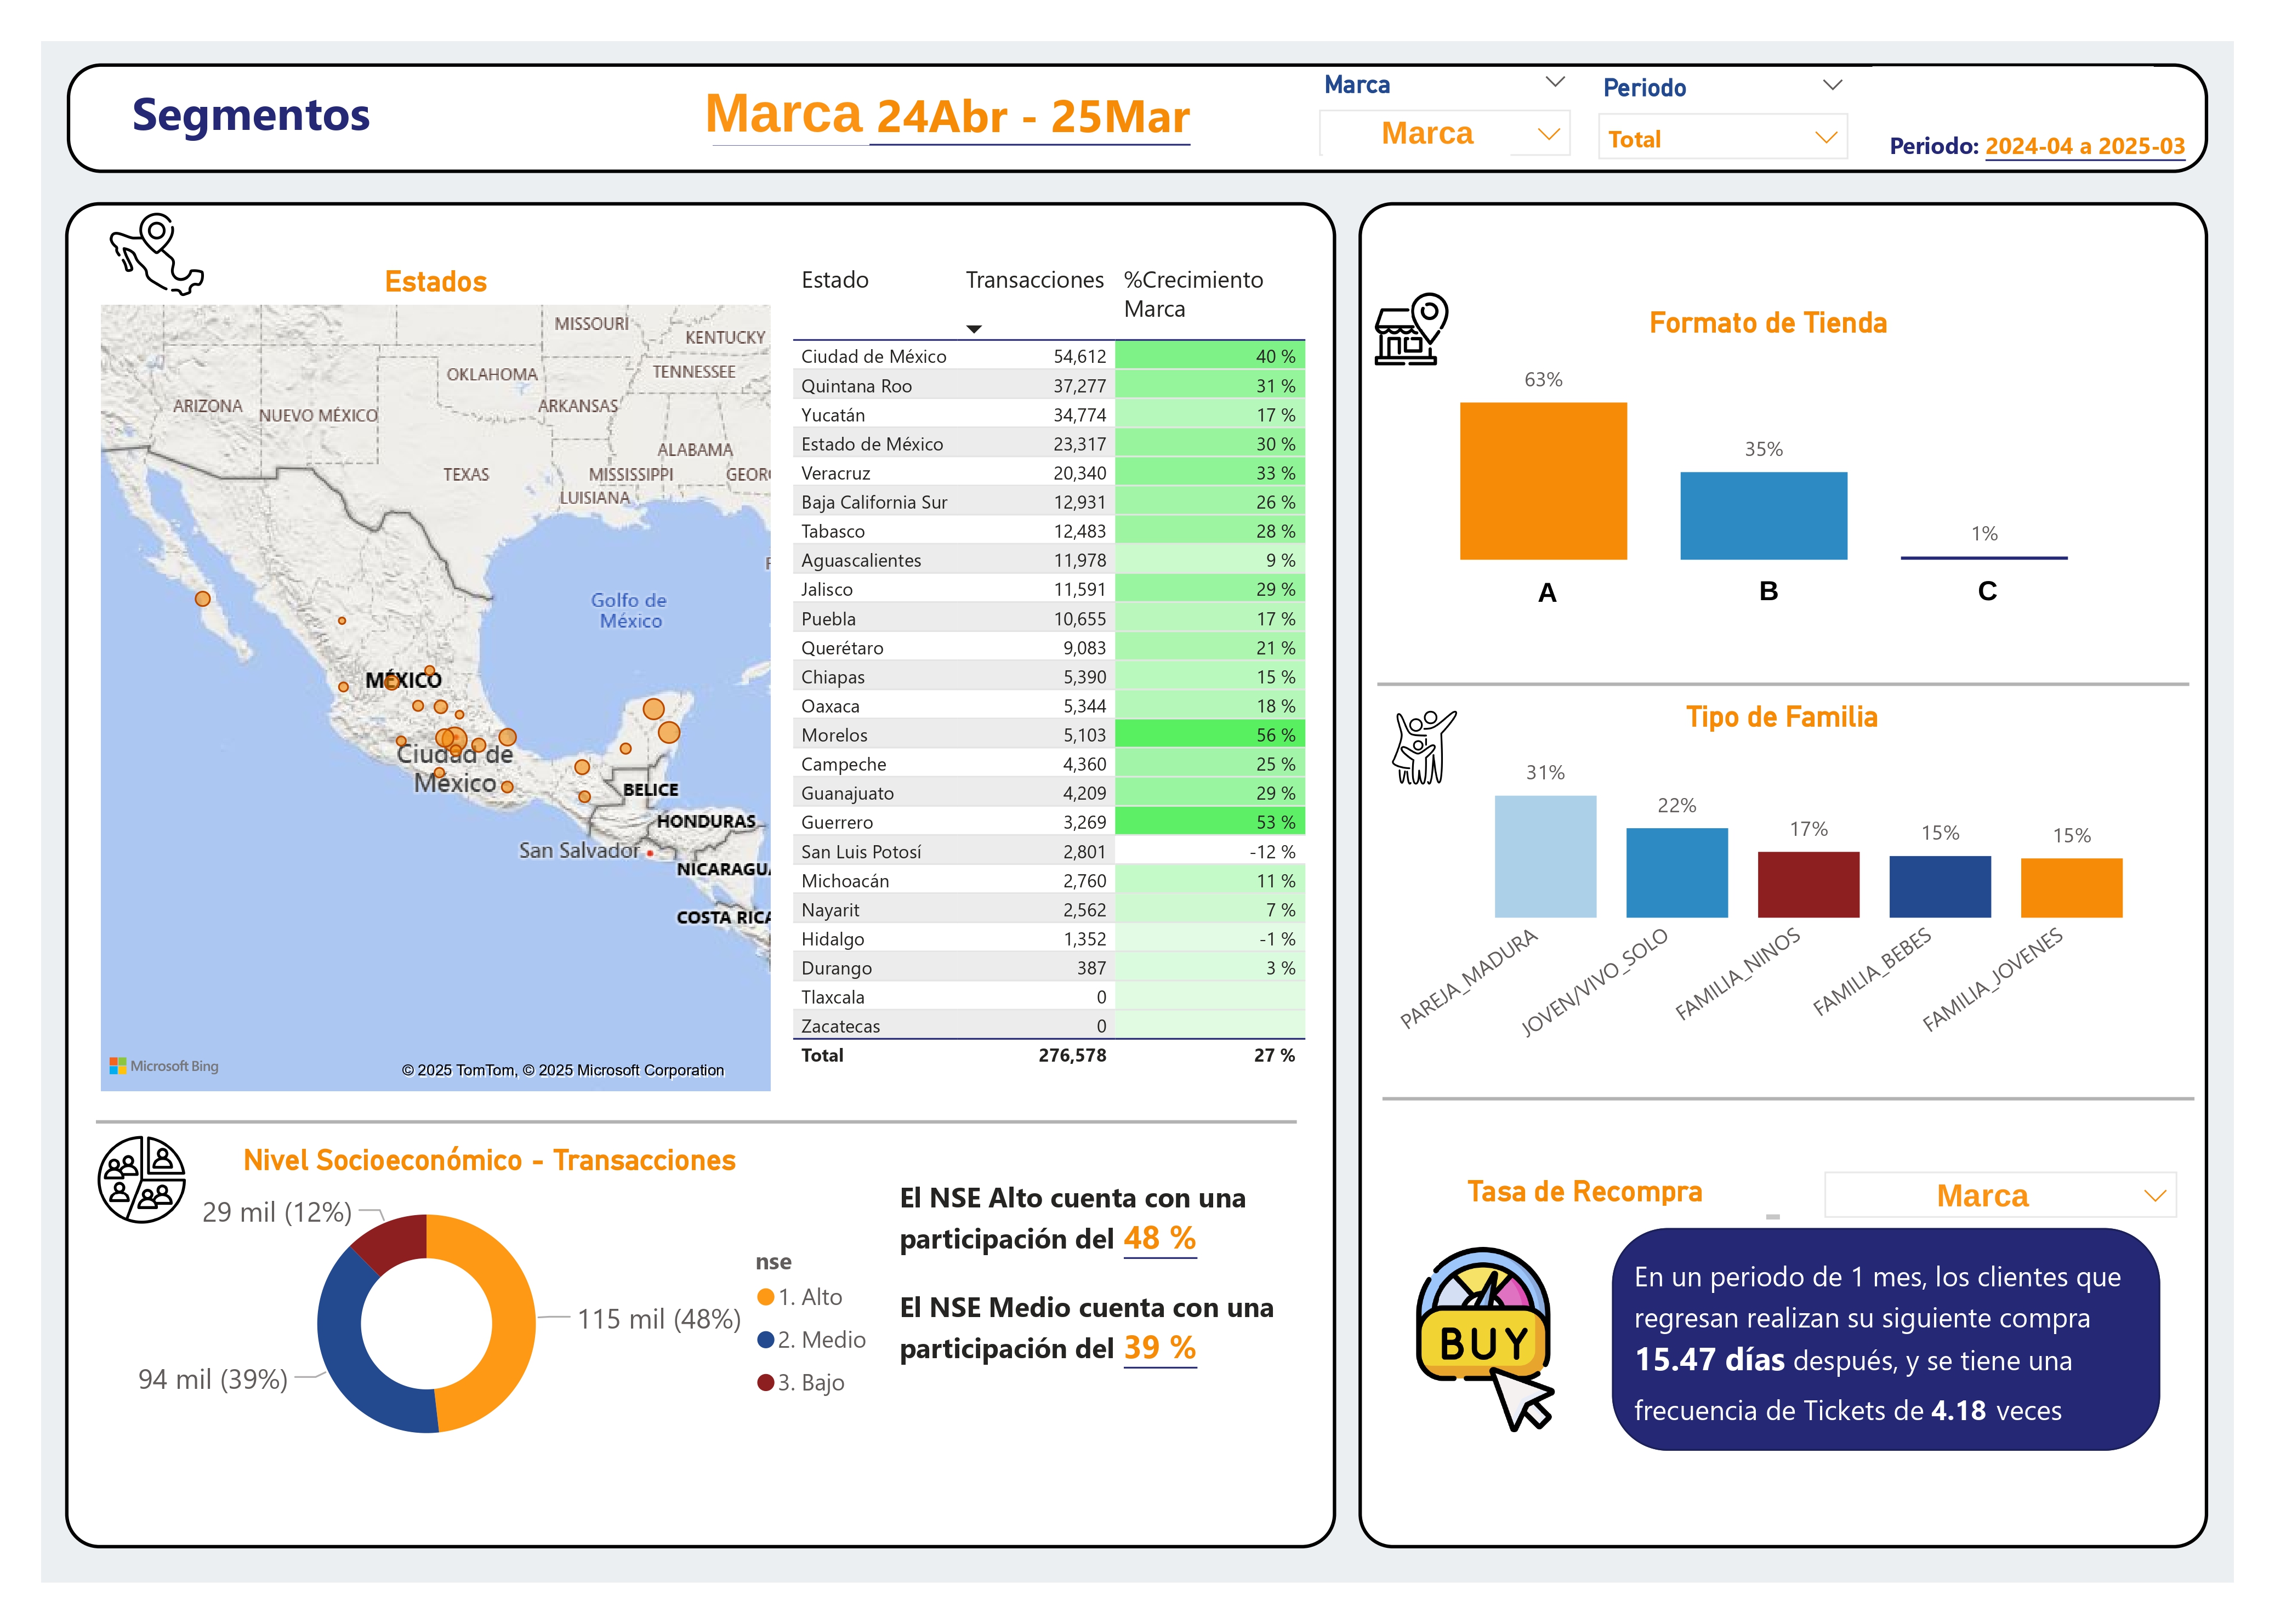 Segmentos
Marca 24Abr - 25Mar
Marca
Marca
Periodo
Total
Periodo: 2024-04 a 2025-03
Estados
MISSOURI
KENTUCKY
OKLAHOMA
TENNESSEE
ARIZONA
NUEVO MÉXICO
ARKANSAS
ALABAMA
TEXAS
MISSISSIPPI
GEOR
LUISIANA
Golfo de
México
MÉXICO
Ciudad de
México
BELICE
HONDURAS
San Salvador
NICARAGU
COSTA RICA
Microsoft Bing
© 2025 TomTom, © 2025 Microsoft Corporation
Estado Transacciones %Crecimiento
Marca
Ciudad de México 54,612 40 %
Quintana Roo 37,277 31 %
Yucatán 34,774 17 %
Estado de México 23,317 30 %
Veracruz 20,340 33 %
Baja California Sur 12,931 26 %
Tabasco 12,483 28 %
Aguascalientes 11,978 9 %
Jalisco 11,591 29 %
Puebla 10,655 17 %
Querétaro 9,083 21 %
Chiapas 5,390 15 %
Oaxaca 5,344 18 %
Morelos 5,103 56 %
Campeche 4,360 25 %
Guanajuato 4,209 29 %
Guerrero 3,269 53 %
San Luis Potosí 2,801 -12 %
Michoacán 2,760 11 %
Nayarit 2,562 7 %
Hidalgo 1,352 -1 %
Durango 387 3 %
Tlaxcala 0
Zacatecas 0
Total 276,578 27 %
Nivel Socioeconómico - Transacciones
29 mil (12%)
115 mil (48%)
94 mil (39%)
nse
1. Alto
2. Medio
3. Bajo
El NSE Alto cuenta con una
participación del 48 %
El NSE Medio cuenta con una
participación del 39 %
Formato de Tienda
63%
35%
1%
A
B
C
Tipo de Familia
31%
22%
17%
15%
15%
PAREJA_MADURA
JOVEN/VIVO_SOLO
FAMILIA_NINOS
FAMILIA_BEBES
FAMILIA_JOVENES
Tasa de Recompra
Marca
BUY
En un periodo de 1 mes, los clientes que
regresan realizan su siguiente compra
15.47 días después, y se tiene una
frecuencia de Tickets de 4.18 veces